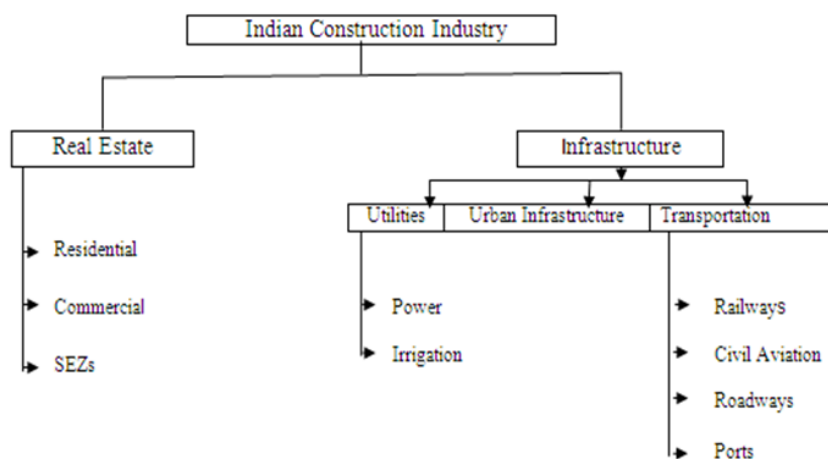 Indian Construction Industry
Real Estate
Infrastructure
Utilities
Urban Infrastructure
Transportation
Residential
Commercial
SEZs
Power
Irrigation
Railways
Civil Aviation
Roadways
Ports